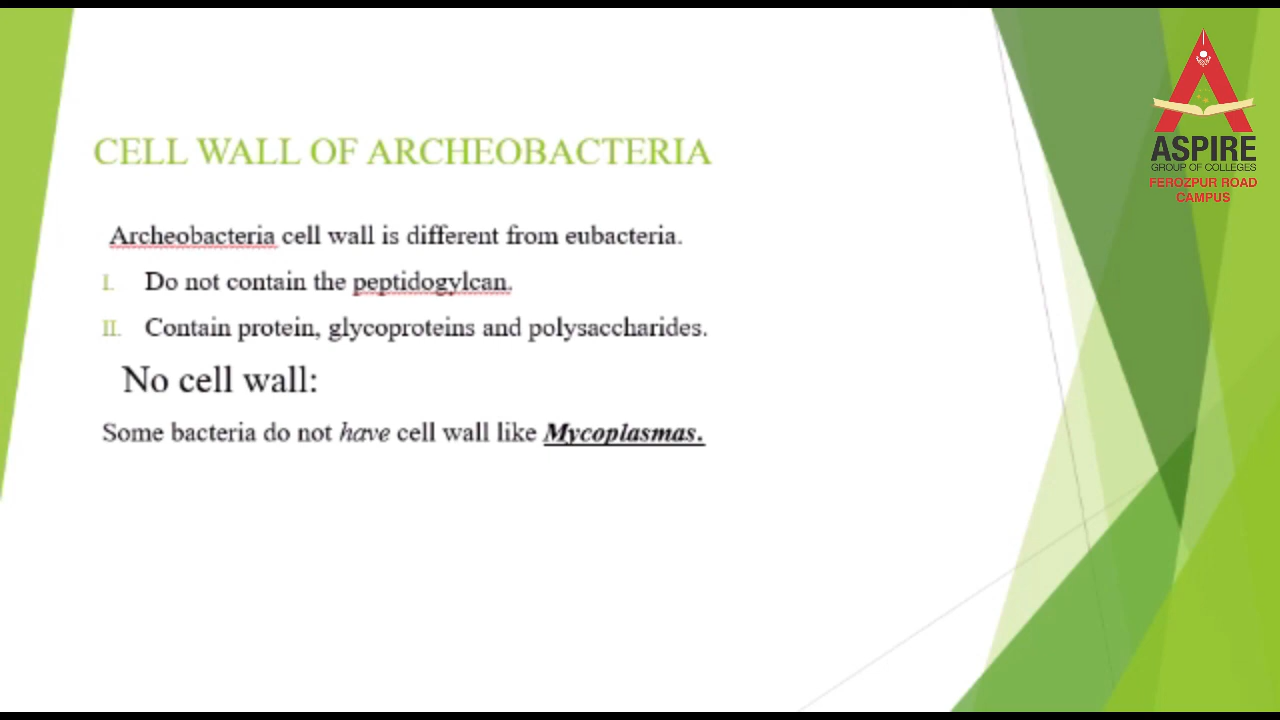 CELL WALL OF ARCHEOBACTERIA
Archeobacteria cell wall is different from eubacteria.
I. Do not contain the peptidogylcan.
II. Contain protein, glycoproteins and polysaccharides.
No cell wall:
Some bacteria do not have cell wall like Mycoplasmas.
ASPIRE
GROUP OF COLLEGES
FEROZPUR ROAD
CAMPUS